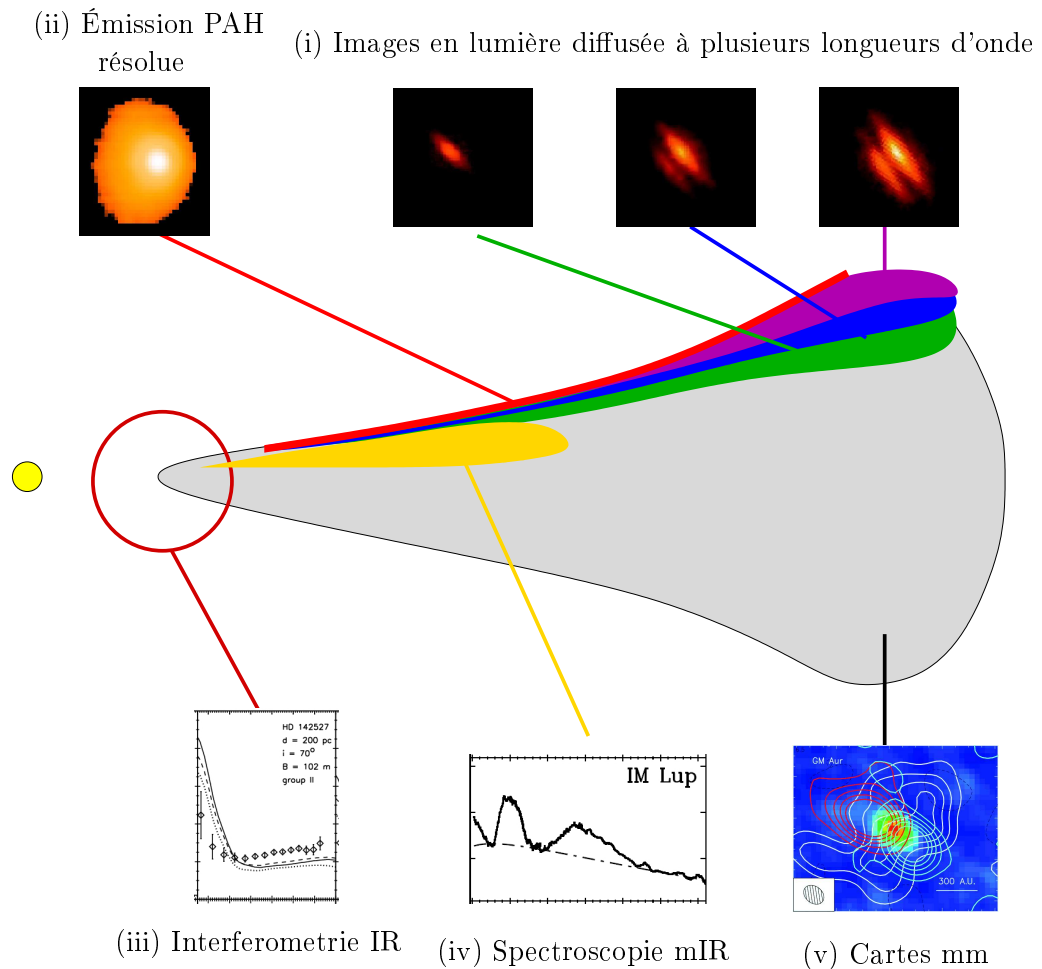 (ii) Émission PAH
résolue
(i) Images en lumière diffusée à plusieurs longueurs d'onde
HD 142527
d = 200 pc
i = 70°
B = 102 m
group II
IM Lup
GM Aur
300 A.U.
(iii) Interferometrie IR
(iv) Spectroscopie mIR
(v) Cartes mm